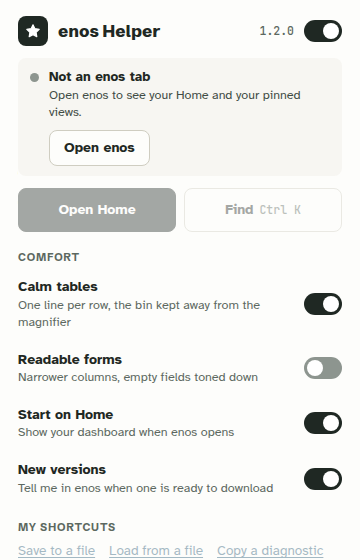 enos Helper 1.2.0
Not an enos tab
Open enos to see your Home and your pinned
views.
Open enos
Open Home
Find Ctrl K
COMFORT
Calm tables
One line per row, the bin kept away from the
magnifier
Readable forms
Narrower columns, empty fields toned down
Start on Home
Show your dashboard when enos opens
New versions
Tell me in enos when one is ready to download
MY SHORTCUTS
Save to a file Load from a file Copy a diagnostic